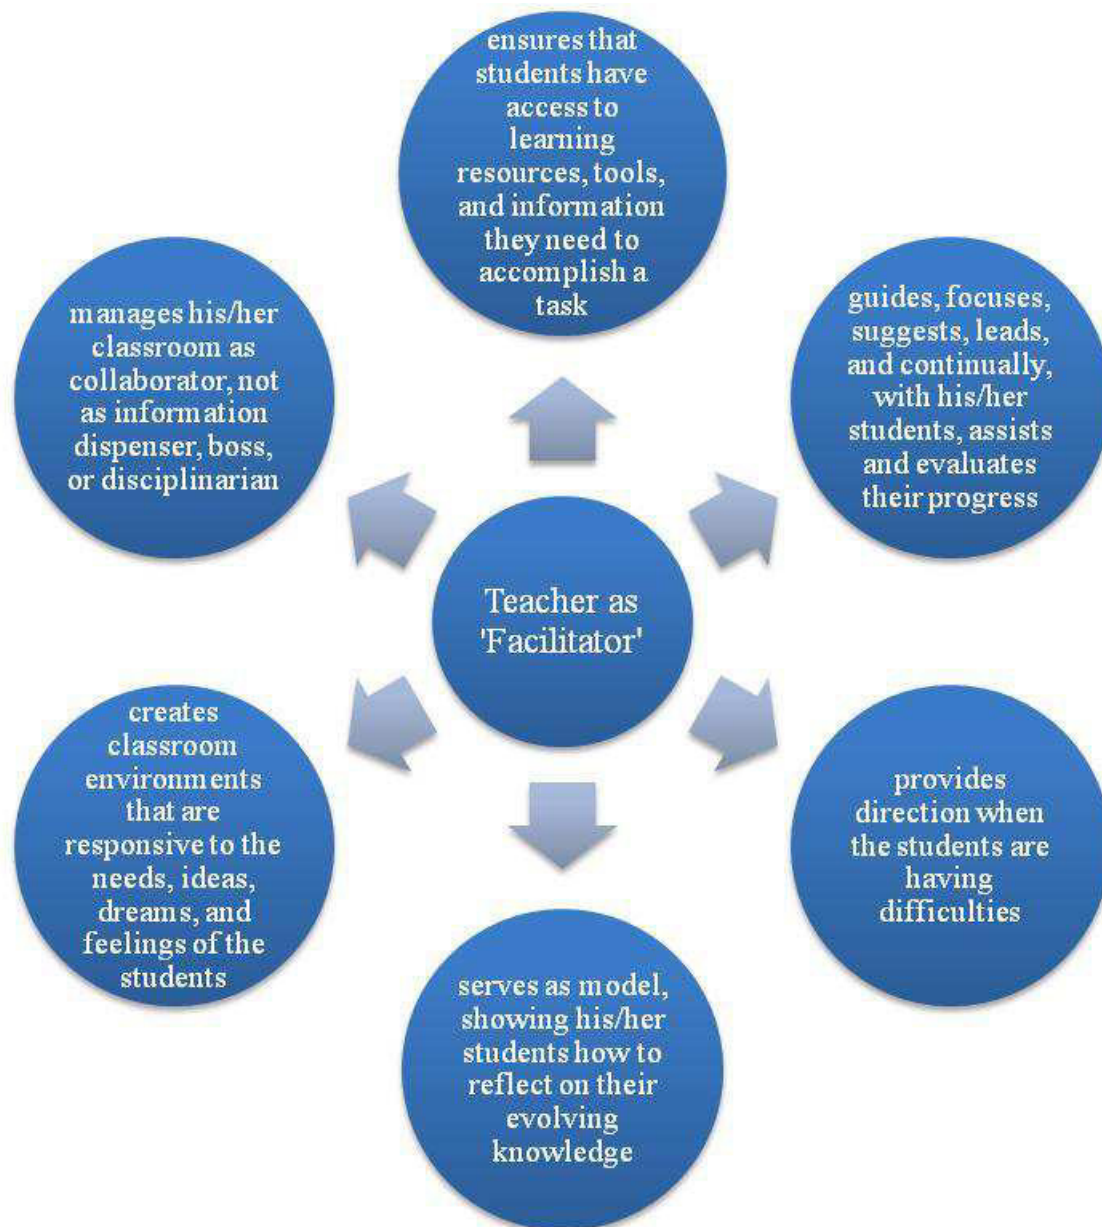 ensures that
students have
access to
learning
resources, tools,
and information
they need to
accomplish a
task
guides, focuses,
suggests, leads,
and continually,
with his/her
students, assists
and evaluates
their progress
provides
direction when
the students are
having
difficulties
serves as model,
showing his/her
students how to
reflect on their
evolving
knowledge
creates
classroom
environments
that are
responsive to the
needs, ideas,
dreams, and
feelings of the
students
manages his/her
classroom as
collaborator, not
as information
dispenser, boss,
or disciplinarian
Teacher as
'Facilitator'